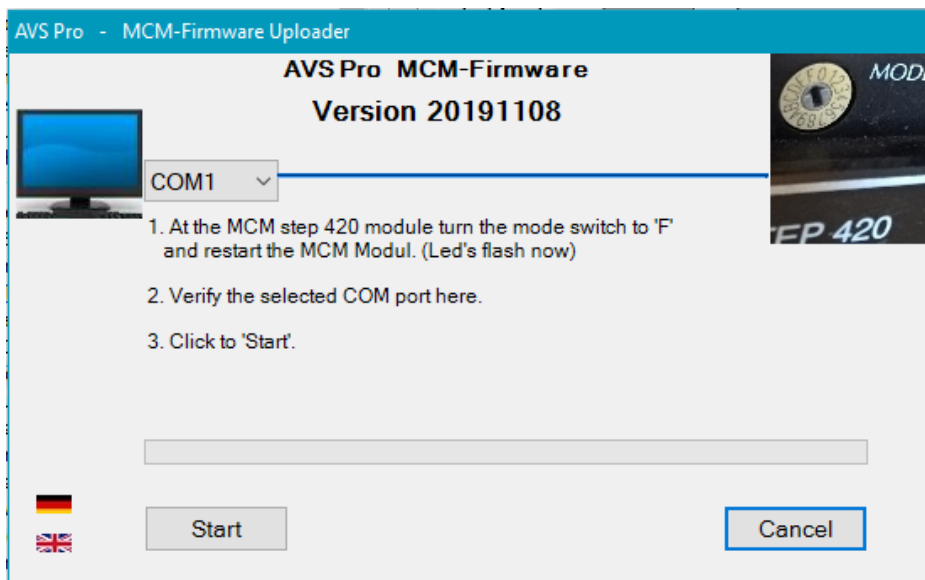 AVS Pro - MCM-Firmware Uploader
AVS Pro MCM-Firmware
Version 20191108
COM1
1. At the MCM step 420 module turn the mode switch to 'F'
and restart the MCM Modul. (Led's flash now)
2. Verify the selected COM port here.
3. Click to 'Start'.
Start
Cancel
420